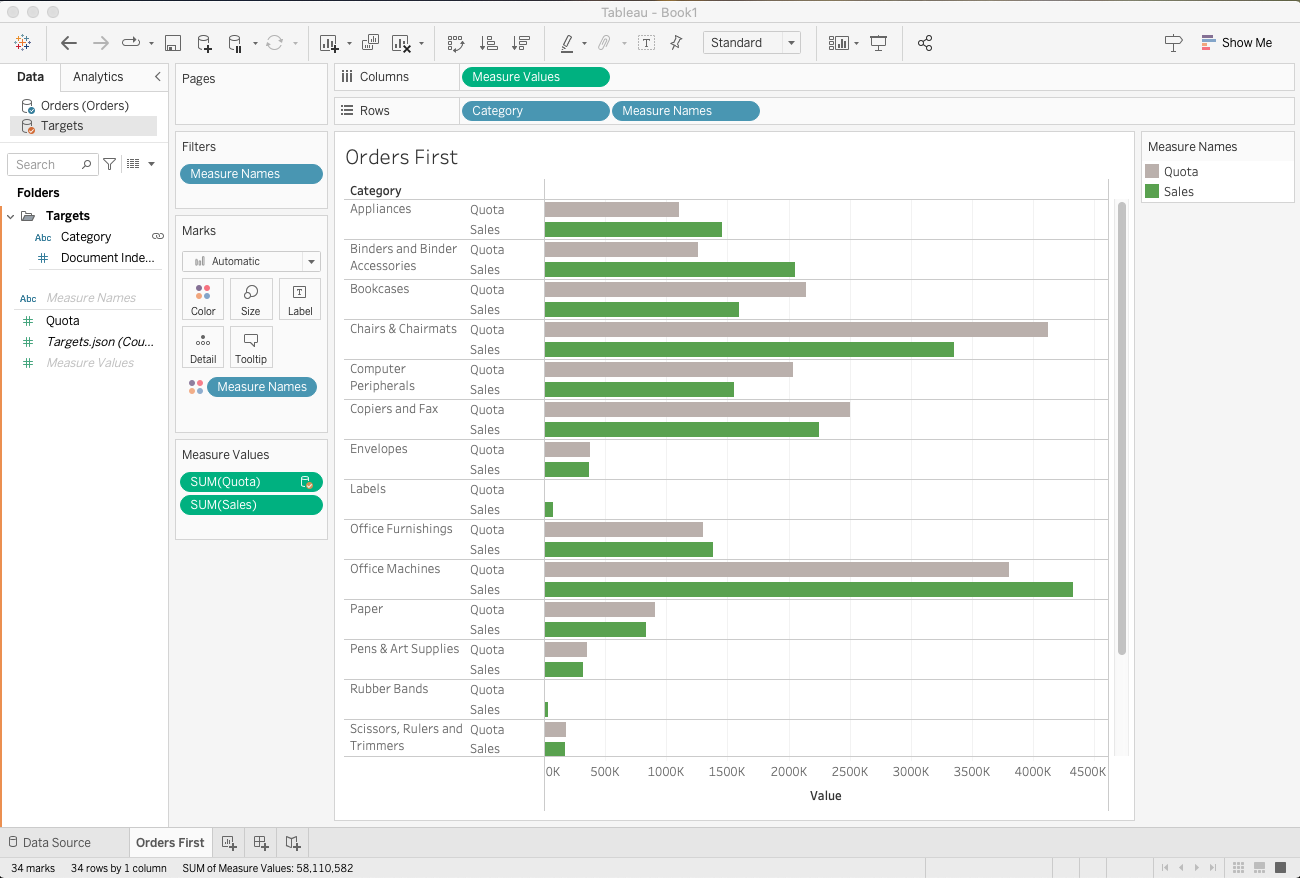 Tableau - Book1
Standard
Show Me
Data
Analytics
Orders (Orders)
Targets
Search
Folders
Targets
Abc Category
Document Inde...
Abc Measure Names
Quota
Targets.json (Cou...
Measure Values
Pages
Filters
Measure Names
Marks
Automatic
Color
Size
Label
Detail
Tooltip
Measure Names
Measure Values
SUM(Quota)
SUM(Sales)
Columns
Measure Values
Rows
Category
Measure Names
Orders First
Category
Appliances
Quota
Sales
Binders and Binder
Accessories
Quota
Sales
Bookcases
Quota
Sales
Chairs & Chairmats
Quota
Sales
Computer
Peripherals
Quota
Sales
Copiers and Fax
Quota
Sales
Envelopes
Quota
Sales
Labels
Quota
Sales
Office Furnishings
Quota
Sales
Office Machines
Quota
Sales
Paper
Quota
Sales
Pens & Art Supplies
Quota
Sales
Rubber Bands
Quota
Sales
Scissors, Rulers and
Trimmers
Quota
Sales
0K 500K 1000K 1500K 2000K 2500K 3000K 3500K 4000K 4500K
Value
Measure Names
Quota
Sales
Data Source
Orders First
34 marks
34 rows by 1 column
SUM of Measure Values: 58,110,582